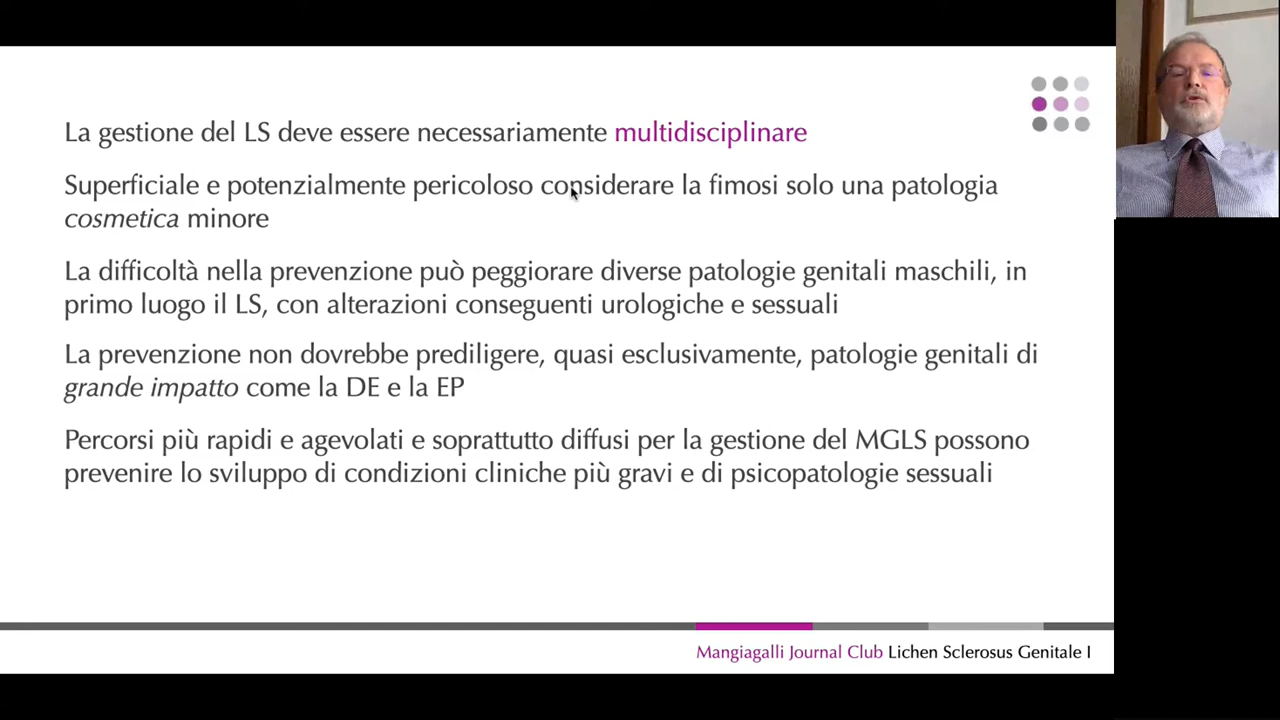 La gestione del LS deve essere necessariamente multidisciplinare
Superficiale e potenzialmente pericoloso considerare la fimosi solo una patologia
cosmetica minore
La difficoltà nella prevenzione può peggiorare diverse patologie genitali maschili, in
primo luogo il LS, con alterazioni conseguenti urologiche e sessuali
La prevenzione non dovrebbe prediligere, quasi esclusivamente, patologie genitali di
grande impatto come la DE e la EP
Percorsi più rapidi e agevolati e soprattutto diffusi per la gestione del MGLS possono
prevenire lo sviluppo di condizioni cliniche più gravi e di psicopatologie sessuali
Mangiagalli Journal Club Lichen Sclerosus Genitale I